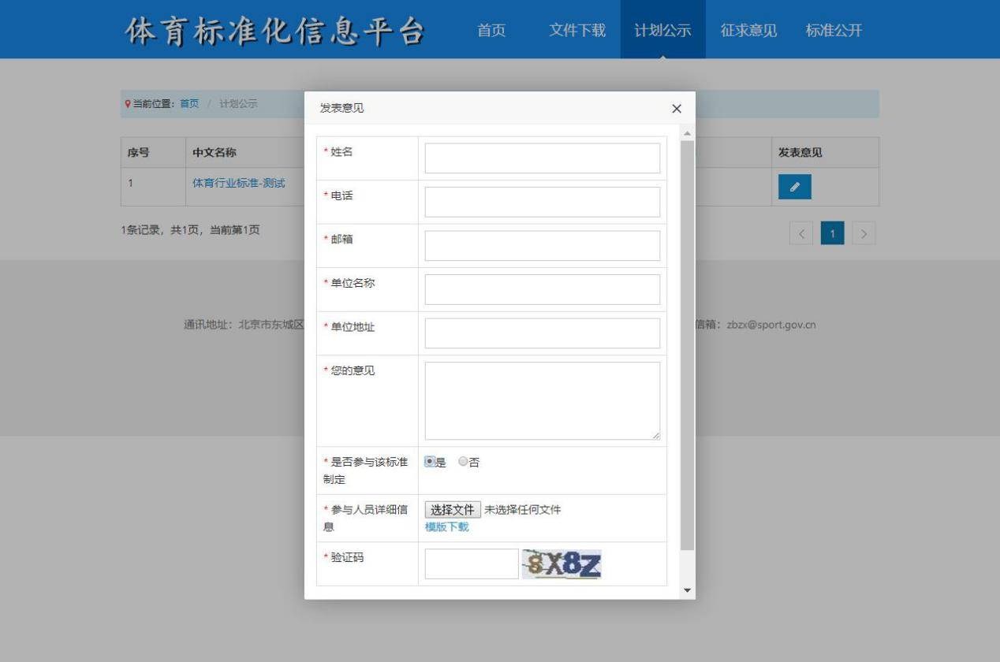 体育标准化信息平台
首页
文件下载
计划公示
征求意见
标准公开
当前位置：首页 / 计划公示
序号
中文名称
发表意见
1
体育行业标准-测试
1条记录，共1页，当前第1页
1
通讯地址：北京市东城区
信箱：zbzx@sport.gov.cn
发表意见
* 姓名
* 电话
* 邮箱
* 单位名称
* 单位地址
* 您的意见
* 是否参与该标准
制定
是 否
* 参与人员详细信
息
选择文件 未选择任何文件
模版下载
* 验证码
8X8Z